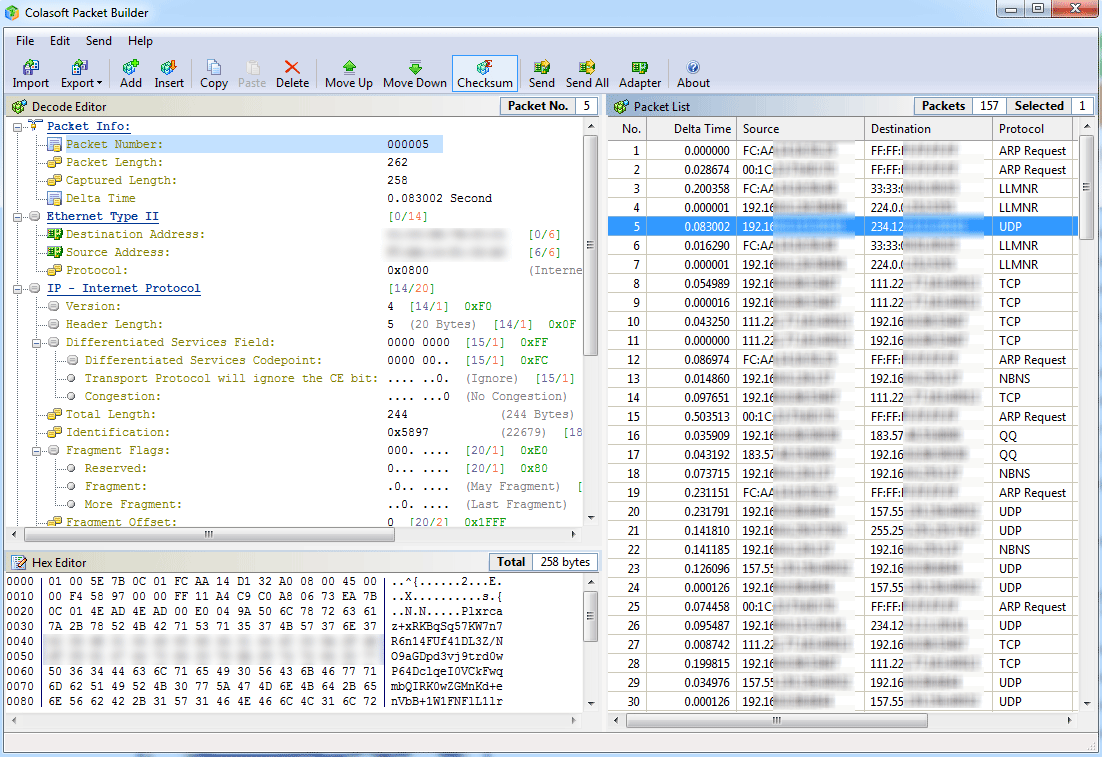 Colasoft Packet Builder
File Edit Send Help
Import Export Add Insert Copy Paste Delete Move Up Move Down Checksum Send Send All Adapter About
Decode Editor Packet No. 5
Packet Info:
Packet Number: 000005
Packet Length: 262
Captured Length: 258
Delta Time 0.083002 Second
Ethernet Type II [0/14]
Destination Address: [0/6]
Source Address: [6/6]
Protocol: 0x0800 (Interne
IP - Internet Protocol [14/20]
Version: 4 [14/1] 0xF0
Header Length: 5 (20 Bytes) [14/1] 0x0F
Differentiated Services Field: 0000 0000 [15/1] 0xFF
Differentiated Services Codepoint: 0000 00.. [15/1] 0xFC
Transport Protocol will ignore the CE bit: .... ..0. (Ignore) [15/1]
Congestion: .... ...0 (No Congestion)
Total Length: 244 (244 Bytes)
Identification: 0x5897 (22679) [18
Fragment Flags: 000. .... [20/1] 0xE0
Reserved: 0... .... [20/1] 0x80
Fragment: .0.. .... (May Fragment) [
More Fragment: ..0. .... (Last Fragment)
Fragment Offset: 0 [20/2] 0x1FFF
Hex Editor Total 258 bytes
0000 01 00 5E 7B 0C 01 FC AA 14 D1 32 A0 08 00 45 00 ..^{......2...E.
0010 00 F4 58 97 00 00 FF 11 A4 C9 C0 A8 06 73 EA 7B ..X..........s.{
0020 0C 01 4E AD 4E AD 00 E0 04 9A 50 6C 78 72 63 61 ..N.N.....Plxrca
0030 7A 2B 78 52 4B 42 71 53 71 35 37 4B 57 37 6E 37 z+xRKBqSq57KW7n7
0040 R6n14FUf41DL3Z/N
0050 O9aGDpd3vj9trd0w
0060 50 36 34 44 63 6C 71 65 49 30 56 43 6B 46 77 71 P64DclqeI0VCkFwq
0070 6D 62 51 49 52 4B 30 77 5A 47 4D 6E 4B 64 2B 65 mbQIRK0wZGMnKd+e
0080 6E 56 62 42 2B 31 57 31 46 4E 46 6C 4C 31 6C 72 nVbB+1W1FNFlL1lr
Packet List Packets 157 Selected 1
No. Delta Time Source Destination Protocol
1 0.000000 FC:AA FF:FF: ARP Request
2 0.028674 00:1C FF:FF: ARP Request
3 0.200358 FC:AA 33:33: LLMNR
4 0.000001 192.16 224.0. LLMNR
5 0.083002 192.16 234.12 UDP
6 0.016290 FC:AA 33:33: LLMNR
7 0.000001 192.16 224.0. LLMNR
8 0.054989 192.16 111.22 TCP
9 0.000016 192.16 111.22 TCP
10 0.043250 111.22 192.16 TCP
11 0.000000 111.22 192.16 TCP
12 0.086974 FC:AA FF:FF: ARP Request
13 0.014860 192.16 192.16 NBNS
14 0.097651 192.16 111.22 TCP
15 0.503513 00:1C FF:FF: ARP Request
16 0.035909 192.16 183.57 QQ
17 0.043192 183.57 192.16 QQ
18 0.073715 192.16 192.16 NBNS
19 0.231151 FC:AA FF:FF: ARP Request
20 0.231791 192.16 157.55 UDP
21 0.141810 192.16 255.25 UDP
22 0.141185 192.16 192.16 NBNS
23 0.126096 157.55 192.16 UDP
24 0.000126 192.16 157.55 UDP
25 0.074458 00:1C FF:FF: ARP Request
26 0.095487 192.16 234.12 UDP
27 0.008742 111.22 192.16 TCP
28 0.199815 192.16 111.22 TCP
29 0.034976 157.55 192.16 UDP
30 0.000126 192.16 157.55 UDP